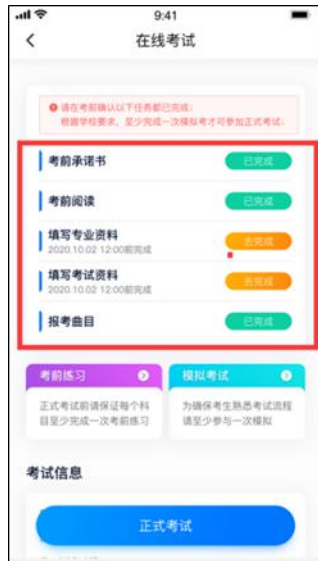 9:41
在线考试
请在考前确认以下任务都已完成；
根据学校要求，至少完成一次模拟考才可参加正式考试；
考前承诺书
已完成
考前阅读
已完成
填写专业资料
去完成
2020.10.02 12:00前完成
填写考试资料
去完成
2020.10.02 12:00前完成
报考曲目
已完成
考前练习
模拟考试
正式考试前请保证每个科
目至少完成一次考前练习
为确保考生熟悉考试流程
请至少参与一次模拟
考试信息
正式考试